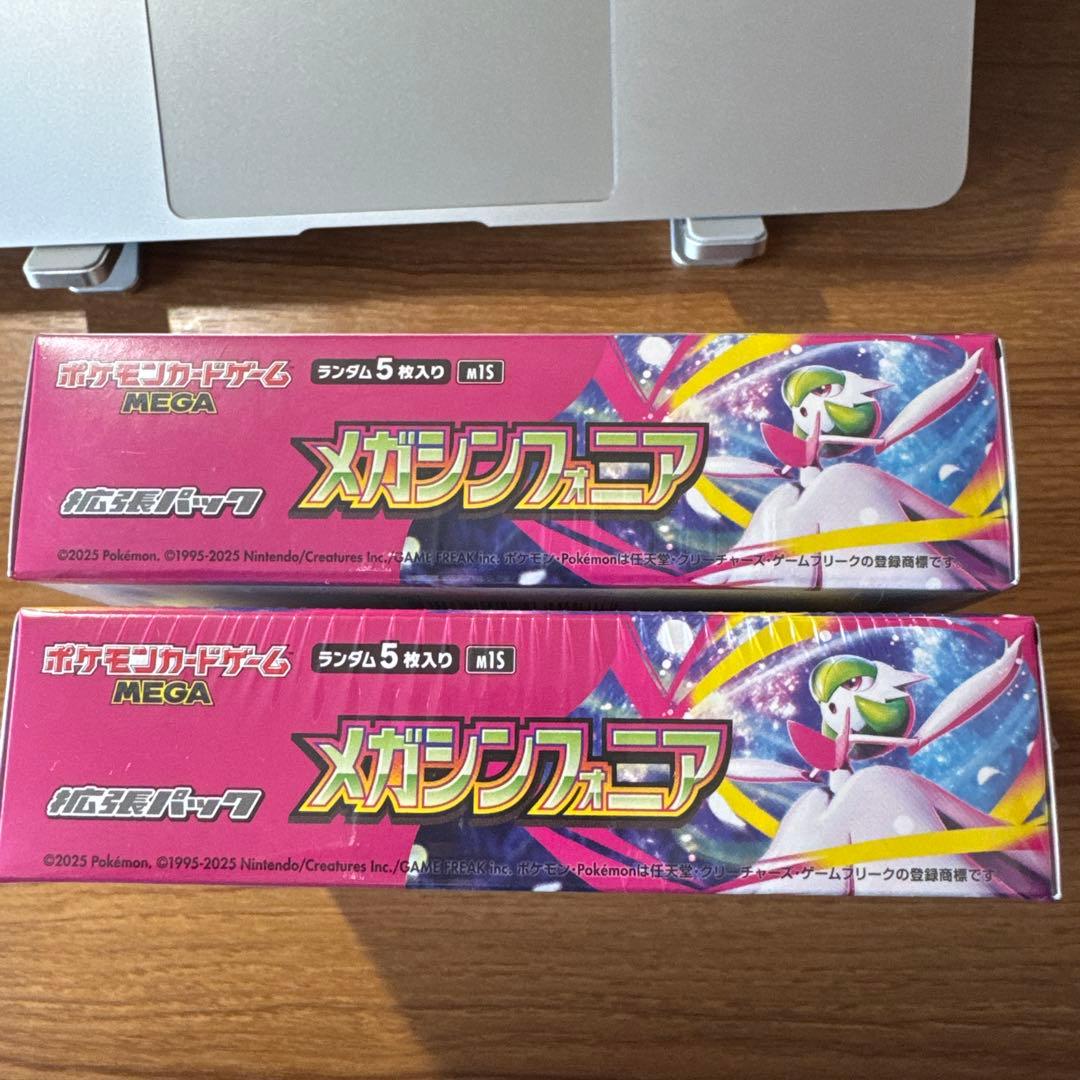 ポケモンカードゲーム
MEGA
ランダム5枚入り
M1S
メガシンフォニア
拡張パック
©2025 Pokémon. ©1995-2025 Nintendo/Creatures Inc./GAME FREAK inc. ポケモン・Pokémonは任天堂・クリーチャーズ・ゲームフリークの登録商標です。
ポケモンカードゲーム
MEGA
ランダム5枚入り
M1S
メガシンフォニア
拡張パック
©2025 Pokémon. ©1995-2025 Nintendo/Creatures Inc./GAME FREAK inc. ポケモン・Pokémonは任天堂・クリーチャーズ・ゲームフリークの登録商標です